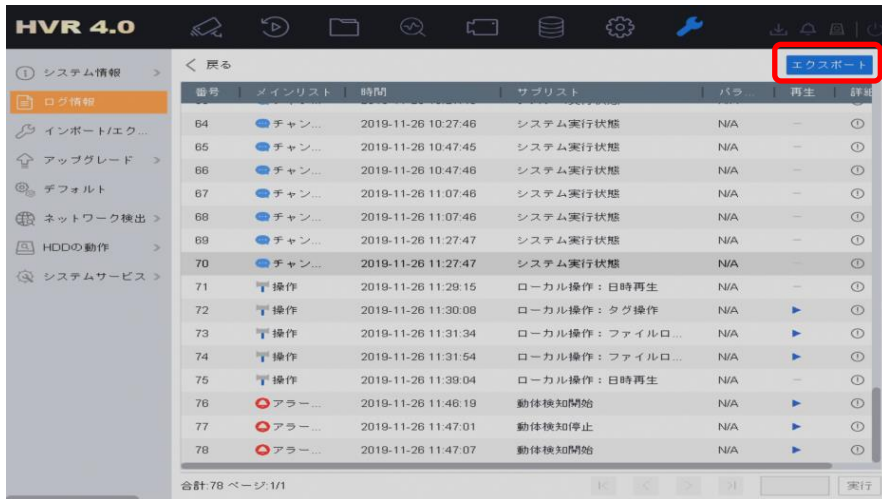 HVR 4.0
システム情報 >
ログ情報
インポート/エク...
アップグレード >
デフォルト
ネットワーク検出 >
HDDの動作 >
システムサービス >
< 戻る
エクスポート
番号 メインリスト 時間 サブリスト パラ... 再生 詳細
64 チャン... 2019-11-26 10:27:46 システム実行状態 N/A —
65 チャン... 2019-11-26 10:47:45 システム実行状態 N/A —
66 チャン... 2019-11-26 10:47:46 システム実行状態 N/A —
67 チャン... 2019-11-26 11:07:46 システム実行状態 N/A —
68 チャン... 2019-11-26 11:07:46 システム実行状態 N/A —
69 チャン... 2019-11-26 11:27:47 システム実行状態 N/A —
70 チャン... 2019-11-26 11:27:47 システム実行状態 N/A —
71 操作 2019-11-26 11:29:15 ローカル操作：日時再生 N/A —
72 操作 2019-11-26 11:30:08 ローカル操作：タグ操作 N/A
73 操作 2019-11-26 11:31:34 ローカル操作：ファイルロ... N/A
74 操作 2019-11-26 11:31:54 ローカル操作：ファイルロ... N/A
75 操作 2019-11-26 11:39:04 ローカル操作：日時再生 N/A —
76 アラー... 2019-11-26 11:46:19 動体検知開始 N/A
77 アラー... 2019-11-26 11:47:01 動体検知停止 N/A
78 アラー... 2019-11-26 11:47:07 動体検知開始 N/A
合計:78 ページ:1/1
実行